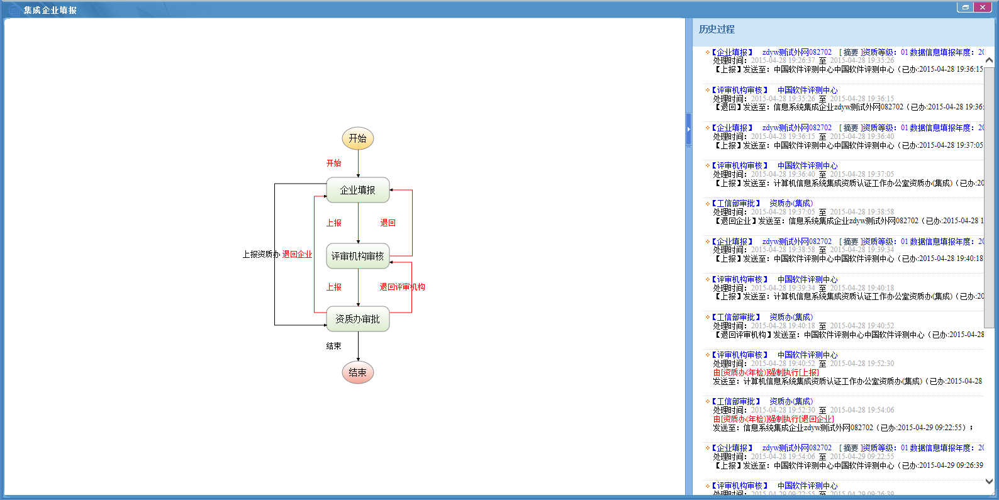 集成企业填报
开始
开始
企业填报
上报
退回
上报资质办
退回企业
评审机构审核
上报
退回评审机构
资质办审批
结束
结束
历史过程
【企业填报】 zdyw测试外网082702 [ 摘要 ]资质等级：01 数据信息填报年度：20
处理时间：2015-04-28 19:26:37 至 2015-04-28 19:35:26
【上报】发送至：中国软件评测中心中国软件评测中心（已办:2015-04-28 19:36:15
【评审机构审核】 中国软件评测中心
处理时间：2015-04-28 19:35:26 至 2015-04-28 19:36:15
【退回】发送至：信息系统集成企业zdyw测试外网082702（已办:2015-04-28 19:36:
【企业填报】 zdyw测试外网082702 [ 摘要 ]资质等级：01 数据信息填报年度：20
处理时间：2015-04-28 19:36:15 至 2015-04-28 19:36:40
【上报】发送至：中国软件评测中心中国软件评测中心（已办:2015-04-28 19:37:05
【评审机构审核】 中国软件评测中心
处理时间：2015-04-28 19:36:40 至 2015-04-28 19:37:05
【上报】发送至：计算机信息系统集成资质认证工作办公室资质办(集成)（已办:20
【工信部审批】 资质办(集成)
处理时间：2015-04-28 19:37:05 至 2015-04-28 19:38:58
【退回企业】发送至：信息系统集成企业zdyw测试外网082702（已办:2015-04-28 1
【企业填报】 zdyw测试外网082702 [ 摘要 ]资质等级：01 数据信息填报年度：20
处理时间：2015-04-28 19:38:58 至 2015-04-28 19:39:34
【上报】发送至：中国软件评测中心中国软件评测中心（已办:2015-04-28 19:40:18
【评审机构审核】 中国软件评测中心
处理时间：2015-04-28 19:39:34 至 2015-04-28 19:40:18
【上报】发送至：计算机信息系统集成资质认证工作办公室资质办(集成)（已办:20
【工信部审批】 资质办(集成)
处理时间：2015-04-28 19:40:18 至 2015-04-28 19:40:52
【退回评审机构】发送至：中国软件评测中心中国软件评测中心（已办:2015-04-28
【评审机构审核】 中国软件评测中心
处理时间：2015-04-28 19:40:52 至 2015-04-28 19:52:30
由[资质办(年检)]强制执行[上报]
发送至：计算机信息系统集成资质认证工作办公室资质办(集成)（已办:2015-04-28
【工信部审批】 资质办(集成)
处理时间：2015-04-28 19:52:30 至 2015-04-28 19:54:06
由[资质办(年检)]强制执行[退回企业]
发送至：信息系统集成企业zdyw测试外网082702（已办:2015-04-29 09:22:55）；
【企业填报】 zdyw测试外网082702 [ 摘要 ]资质等级：01 数据信息填报年度：20
处理时间：2015-04-28 19:54:06 至 2015-04-29 09:22:55
【上报】发送至：中国软件评测中心中国软件评测中心（已办:2015-04-29 09:26:39
【评审机构审核】 中国软件评测中心
处理时间：2015-04-29 09:22:55 至 2015-04-29 09:26:39